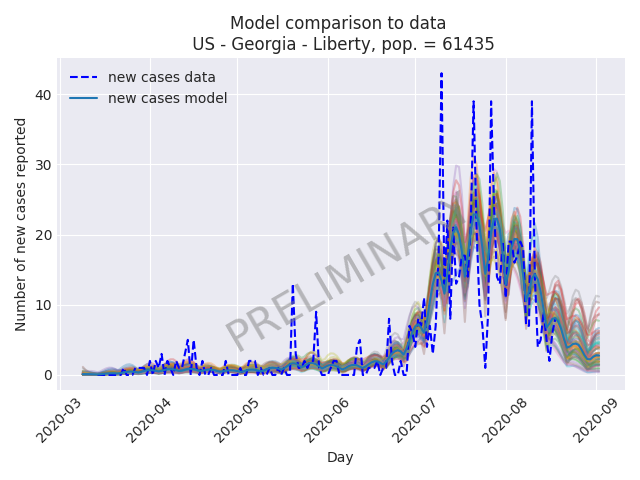 Model comparison to data
US - Georgia - Liberty, pop. = 61435
new cases data
new cases model
Number of new cases reported
40
30
20
10
0
PRELIMINARY
2020-03
2020-04
2020-05
2020-06
2020-07
2020-08
2020-09
Day